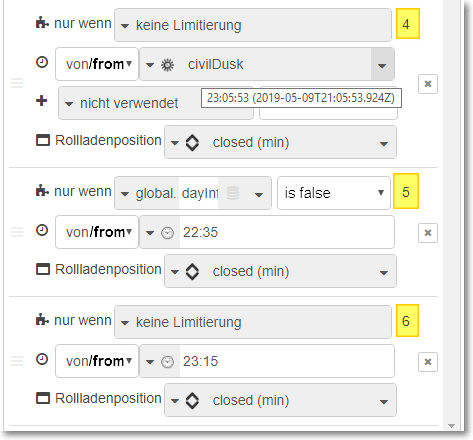 nur wenn keine Limitierung 4
von/from civilDusk
nicht verwendet 23:05:53 (2019-05-09T21:05:53.924Z)
Rollladenposition closed (min)
nur wenn global. dayInt is false 5
von/from 22:35
Rollladenposition closed (min)
nur wenn keine Limitierung 6
von/from 23:15
Rollladenposition closed (min)